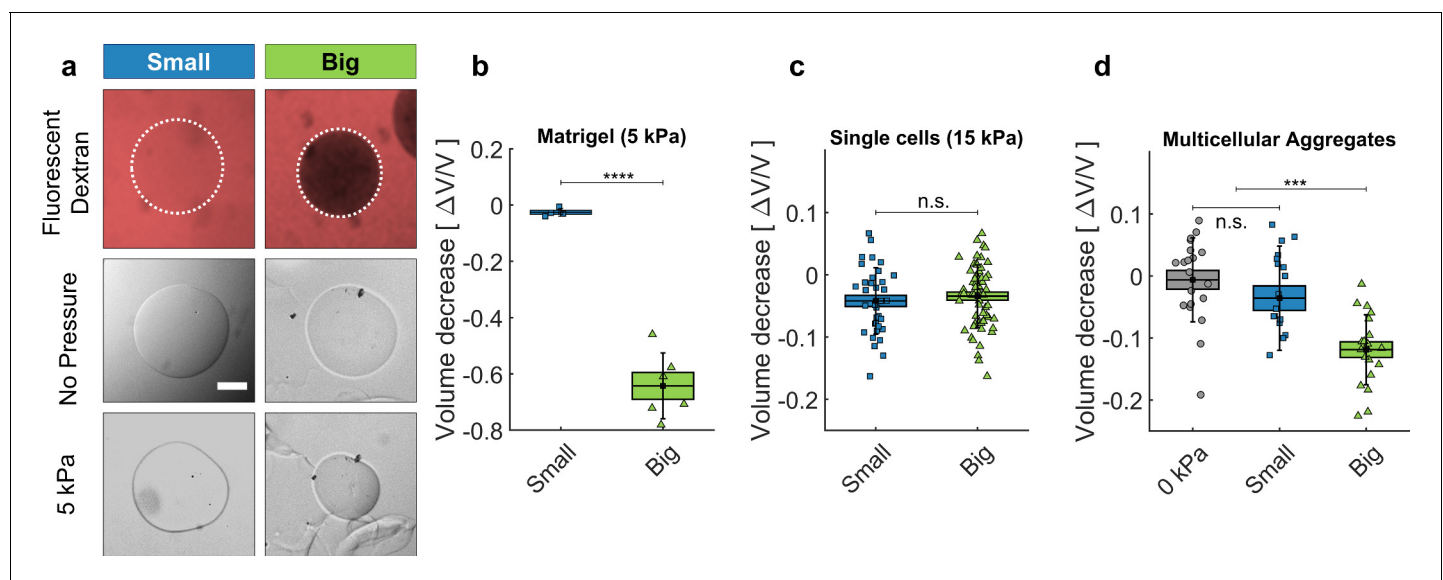 a
Small
Big
Fluorescent
Dextran
No Pressure
5 kPa
b
Matrigel (5 kPa)
Volume decrease [ ΔV/V ]
0.2
0
-0.2
-0.4
-0.6
-0.8
****
Small
Big
c
Single cells (15 kPa)
Volume decrease [ ΔV/V ]
0.1
0
-0.1
-0.2
n.s.
Small
Big
d
Multicellular Aggregates
Volume decrease [ ΔV/V ]
0.1
0
-0.1
-0.2
***
n.s.
0 kPa
Small
Big